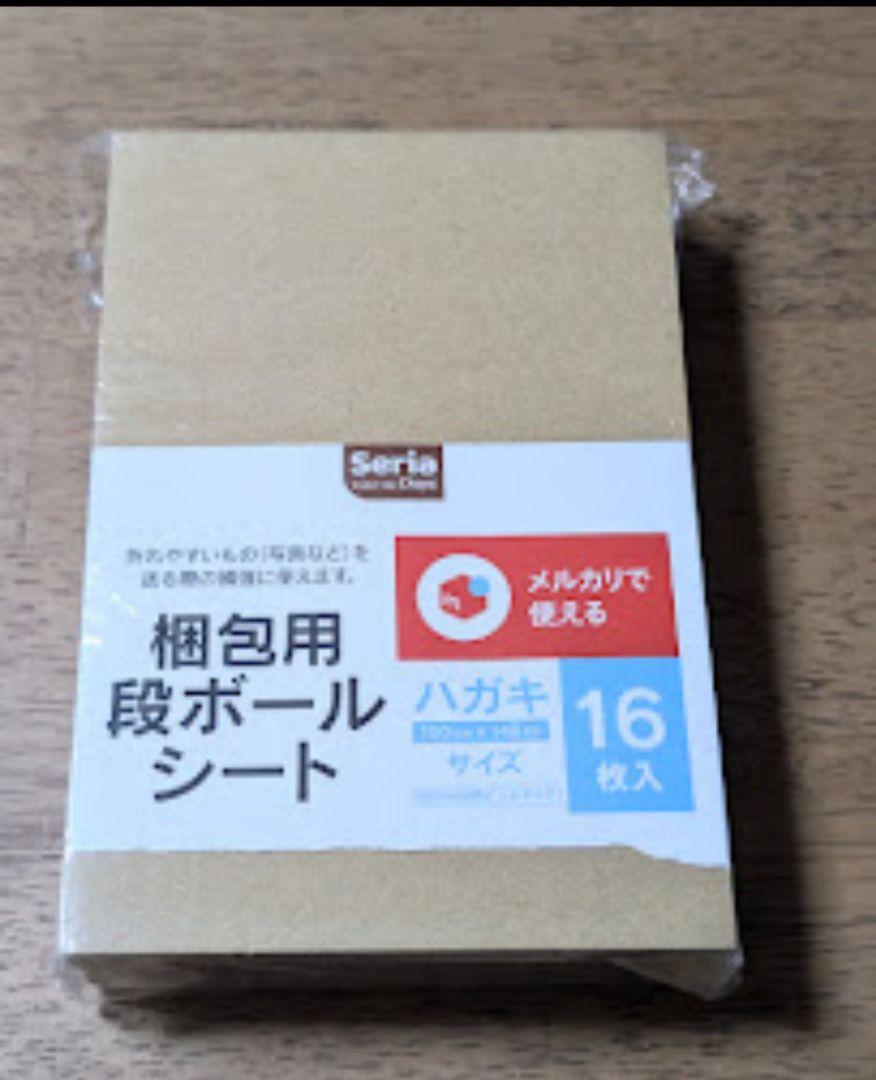 Seria
Days
折れやすいもの(写真など)を
送る際の補強に使えます。
梱包用
段ボール
シート
メルカリで
使える
ハガキ
サイズ
16
枚入